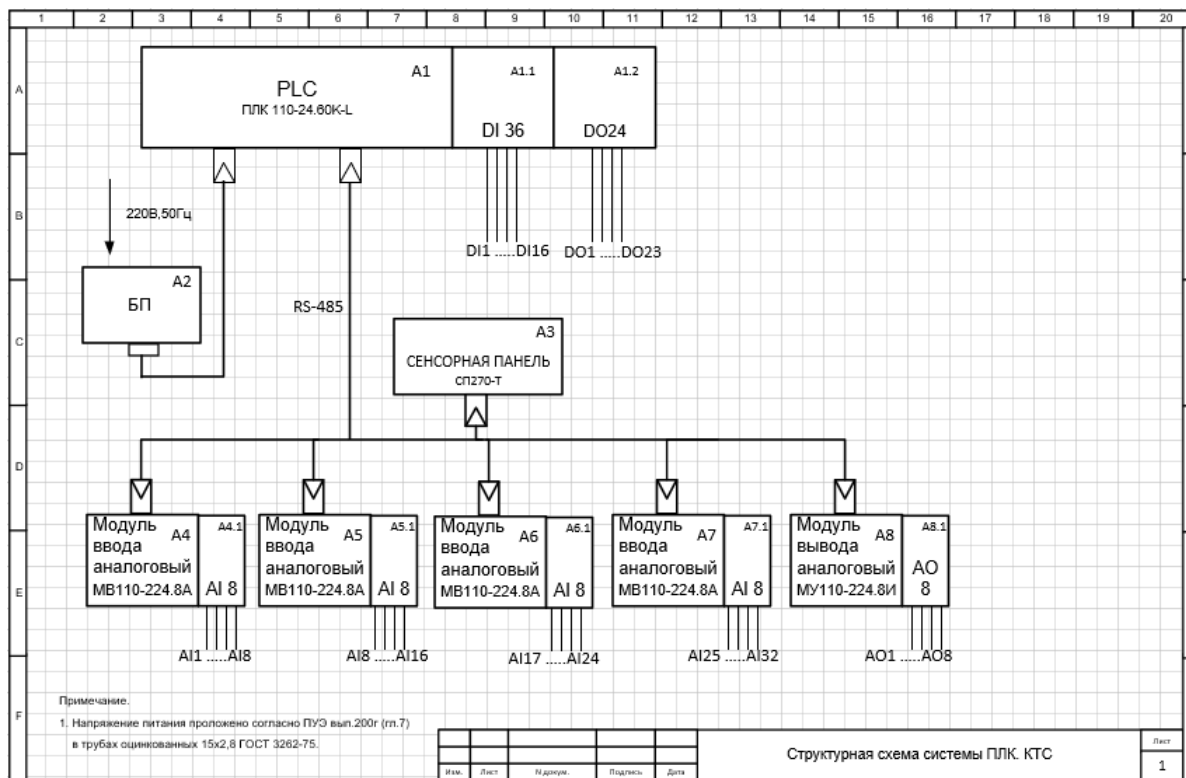 1 2 3 4 5 6 7 8 9 10 11 12 13 14 15 16 17 18 19 20
A
B
C
D
E
F
A1
PLC
ПЛК 110-24.60K-L
A1.1
DI 36
A1.2
DO24
220В,50Гц
DI1 .....DI16
DO1 .....DO23
A2
БП
RS-485
A3
СЕНСОРНАЯ ПАНЕЛЬ
СП270-Т
Модуль
ввода
аналоговый
МВ110-224.8А
A4
A4.1
AI 8
AI1 .....AI8
Модуль
ввода
аналоговый
МВ110-224.8А
A5
A5.1
AI 8
AI8 .....AI16
Модуль
ввода
аналоговый
МВ110-224.8А
A6
A6.1
AI 8
AI17 .....AI24
Модуль
ввода
аналоговый
МВ110-224.8А
A7
A7.1
AI 8
AI25 .....AI32
Модуль
вывода
аналоговый
МУ110-224.8И
A8
A8.1
AO
8
AO1 .....AO8
Примечание.
1. Напряжение питания проложено согласно ПУЭ вып.200г (гл.7)
в трубах оцинкованных 15х2,8 ГОСТ 3262-75.
Изм. Лист N докум. Подпись Дата
Структурная схема системы ПЛК. КТС
Лист
1